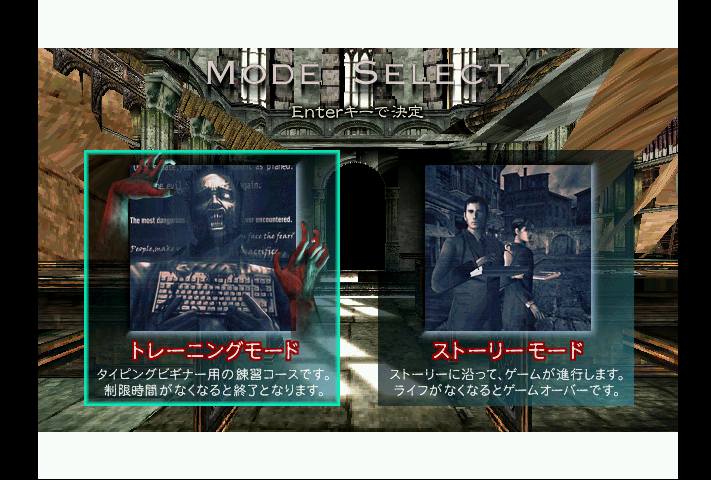 MODE SELECT
Enterキーで決定
The most dangerous
ver encountered.
トレーニングモード
タイピングビギナー用の練習コースです。
制限時間がなくなると終了となります。
ストーリーモード
ストーリーに沿って、ゲームが進行します。
ライフがなくなるとゲームオーバーです。